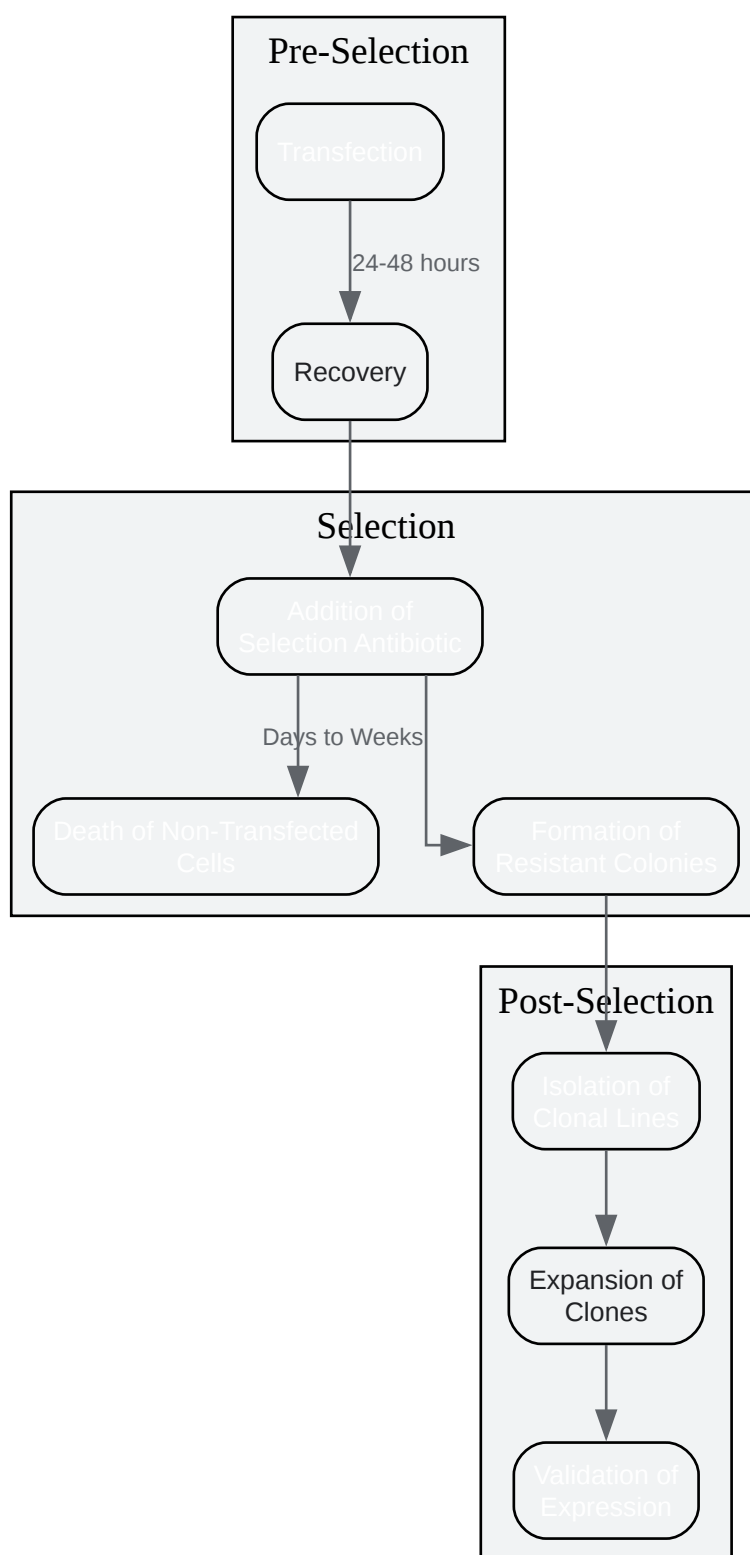 Pre-Selection
Transfection
24-48 hours
Recovery
Selection
Addition of
Selection Antibiotic
Days to Weeks
Death of Non-Transfected
Cells
Formation of
Resistant Colonies
Post-Selection
Isolation of
Clonal Lines
Expansion of
Clones
Validation of
Expression